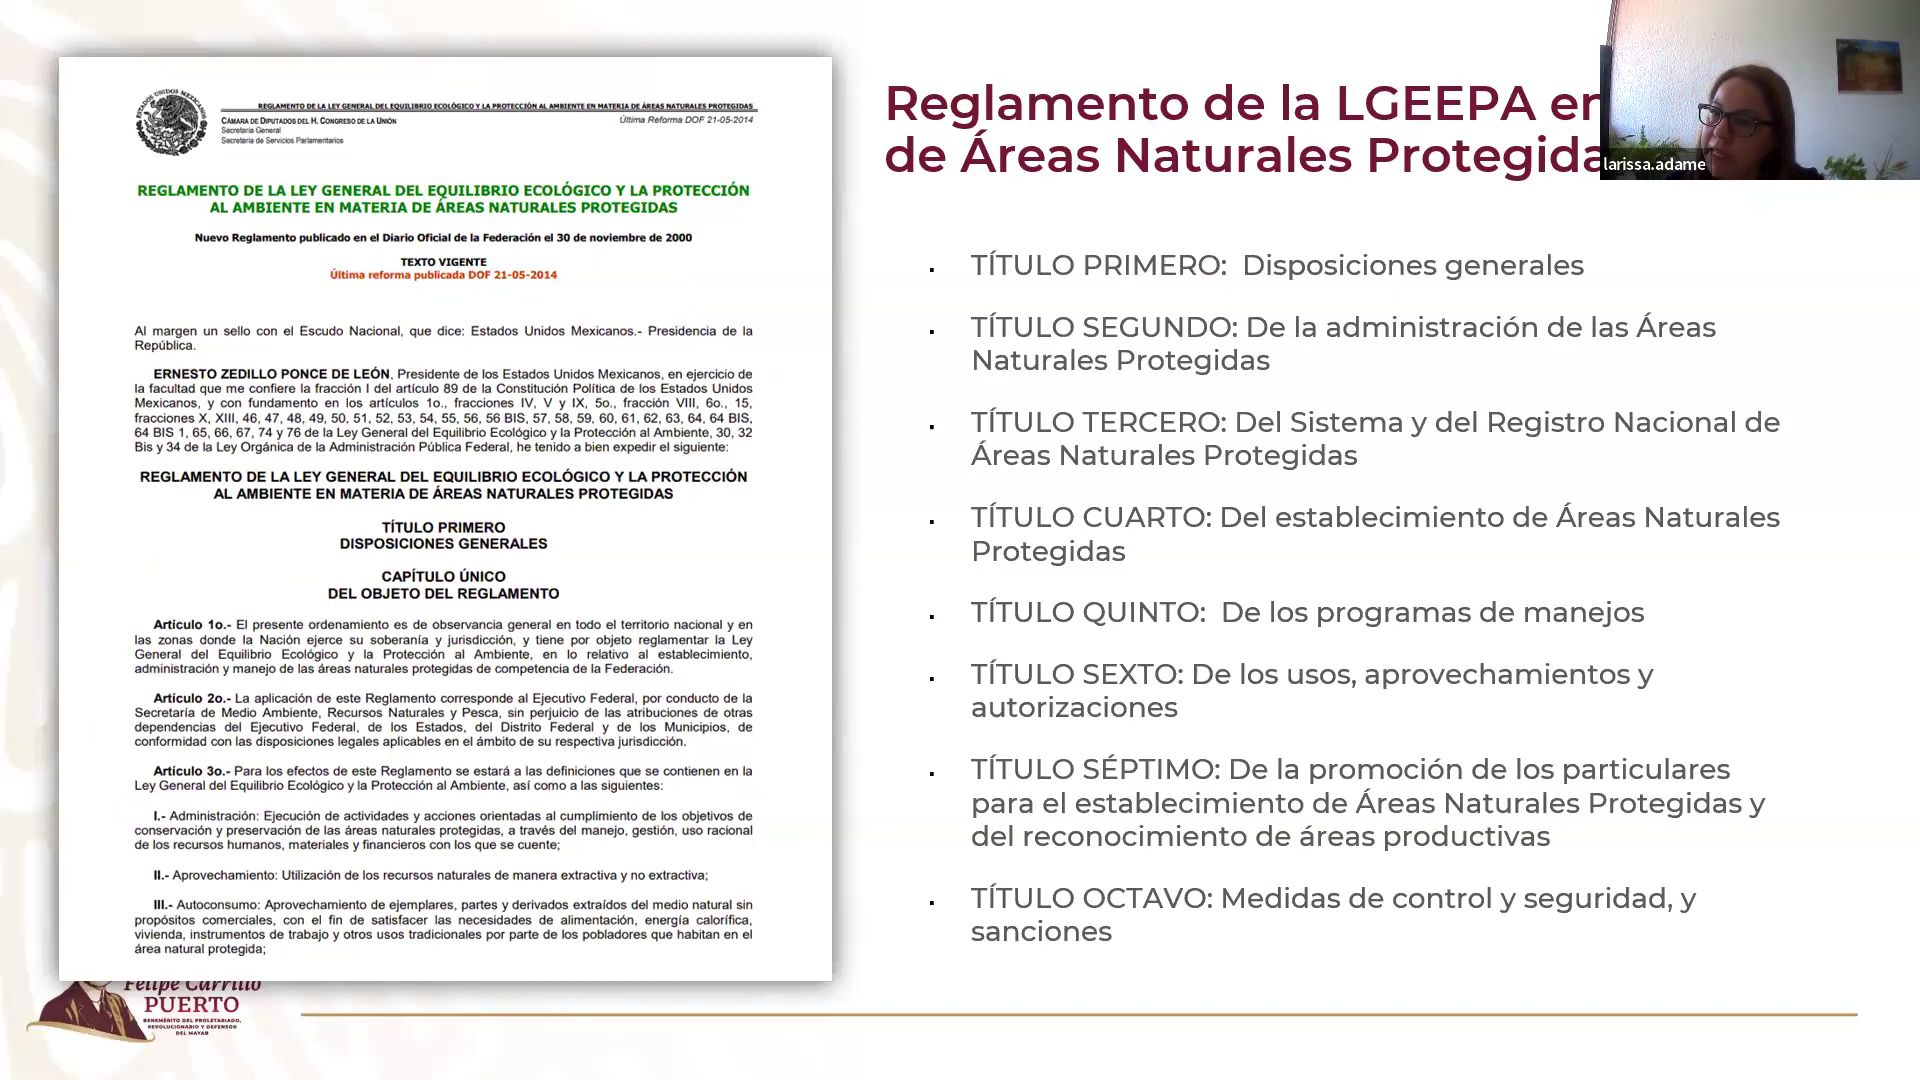 REGLAMENTO DE LA LEY GENERAL DEL EQUILIBRIO ECOLÓGICO Y LA PROTECCIÓN AL AMBIENTE EN MATERIA DE ÁREAS NATURALES PROTEGIDAS
CÁMARA DE DIPUTADOS DEL H. CONGRESO DE LA UNIÓN
Última Reforma DOF 21-05-2014
Secretaría General
Secretaría de Servicios Parlamentarios
ESTADOS UNIDOS MEXICANOS
REGLAMENTO DE LA LEY GENERAL DEL EQUILIBRIO ECOLÓGICO Y LA PROTECCIÓN
AL AMBIENTE EN MATERIA DE ÁREAS NATURALES PROTEGIDAS
Nuevo Reglamento publicado en el Diario Oficial de la Federación el 30 de noviembre de 2000
TEXTO VIGENTE
Última reforma publicada DOF 21-05-2014
Al margen un sello con el Escudo Nacional, que dice: Estados Unidos Mexicanos.- Presidencia de la
República.
ERNESTO ZEDILLO PONCE DE LEÓN, Presidente de los Estados Unidos Mexicanos, en ejercicio de
la facultad que me confiere la fracción I del artículo 89 de la Constitución Política de los Estados Unidos
Mexicanos, y con fundamento en los artículos 1o., fracciones IV, V y IX, 5o., fracción VIII, 6o., 15,
fracciones X, XIII, 46, 47, 48, 49, 50, 51, 52, 53, 54, 55, 56, 56 BIS, 57, 58, 59, 60, 61, 62, 63, 64, 64 BIS,
64 BIS 1, 65, 66, 67, 74 y 76 de la Ley General del Equilibrio Ecológico y la Protección al Ambiente, 30, 32
Bis y 34 de la Ley Orgánica de la Administración Pública Federal, he tenido a bien expedir el siguiente:
REGLAMENTO DE LA LEY GENERAL DEL EQUILIBRIO ECOLÓGICO Y LA PROTECCIÓN
AL AMBIENTE EN MATERIA DE ÁREAS NATURALES PROTEGIDAS
TÍTULO PRIMERO
DISPOSICIONES GENERALES
CAPÍTULO ÚNICO
DEL OBJETO DEL REGLAMENTO
Artículo 1o.- El presente ordenamiento es de observancia general en todo el territorio nacional y en
las zonas donde la Nación ejerce su soberanía y jurisdicción, y tiene por objeto reglamentar la Ley
General del Equilibrio Ecológico y la Protección al Ambiente, en lo relativo al establecimiento,
administración y manejo de las áreas naturales protegidas de competencia de la Federación.
Artículo 2o.- La aplicación de este Reglamento corresponde al Ejecutivo Federal, por conducto de la
Secretaría de Medio Ambiente, Recursos Naturales y Pesca, sin perjuicio de las atribuciones de otras
dependencias del Ejecutivo Federal, de los Estados, del Distrito Federal y de los Municipios, de
conformidad con las disposiciones legales aplicables en el ámbito de su respectiva jurisdicción.
Artículo 3o.- Para los efectos de este Reglamento se estará a las definiciones que se contienen en la
Ley General del Equilibrio Ecológico y la Protección al Ambiente, así como a las siguientes:
I.- Administración: Ejecución de actividades y acciones orientadas al cumplimiento de los objetivos de
conservación y preservación de las áreas naturales protegidas, a través del manejo, gestión, uso racional
de los recursos humanos, materiales y financieros con los que se cuente;
II.- Aprovechamiento: Utilización de los recursos naturales de manera extractiva y no extractiva;
III.- Autoconsumo: Aprovechamiento de ejemplares, partes y derivados extraídos del medio natural sin
propósitos comerciales, con el fin de satisfacer las necesidades de alimentación, energía calorífica,
vivienda, instrumentos de trabajo y otros usos tradicionales por parte de los pobladores que habitan en el
área natural protegida;
Felipe Carrillo
PUERTO
BENEMÉRITO DEL PROLETARIADO,
REVOLUCIONARIO Y DEFENSOR
DEL MAYAB
Reglamento de la LGEEPA en
de Áreas Naturales Protegida
larissa.adame
▪ TÍTULO PRIMERO: Disposiciones generales
▪ TÍTULO SEGUNDO: De la administración de las Áreas
Naturales Protegidas
▪ TÍTULO TERCERO: Del Sistema y del Registro Nacional de
Áreas Naturales Protegidas
▪ TÍTULO CUARTO: Del establecimiento de Áreas Naturales
Protegidas
▪ TÍTULO QUINTO: De los programas de manejos
▪ TÍTULO SEXTO: De los usos, aprovechamientos y
autorizaciones
▪ TÍTULO SÉPTIMO: De la promoción de los particulares
para el establecimiento de Áreas Naturales Protegidas y
del reconocimiento de áreas productivas
▪ TÍTULO OCTAVO: Medidas de control y seguridad, y
sanciones